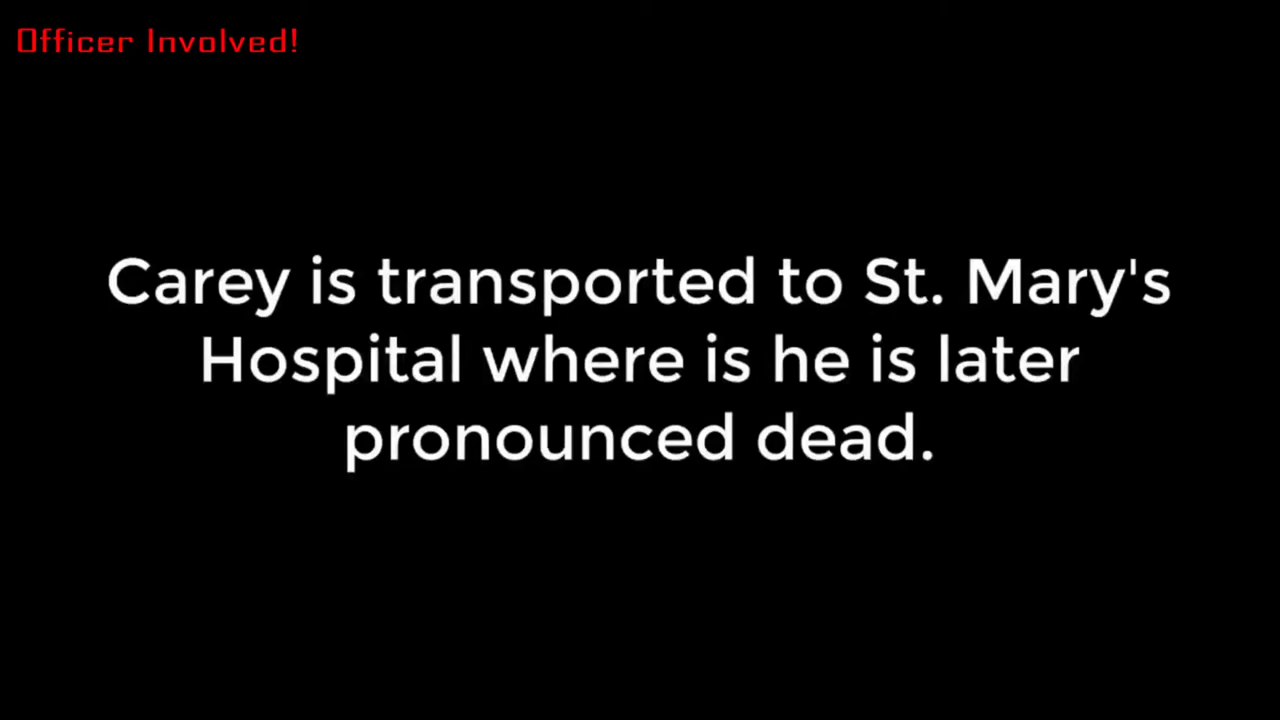 Officer Involved!
Carey is transported to St. Mary's
Hospital where is he is later
pronounced dead.